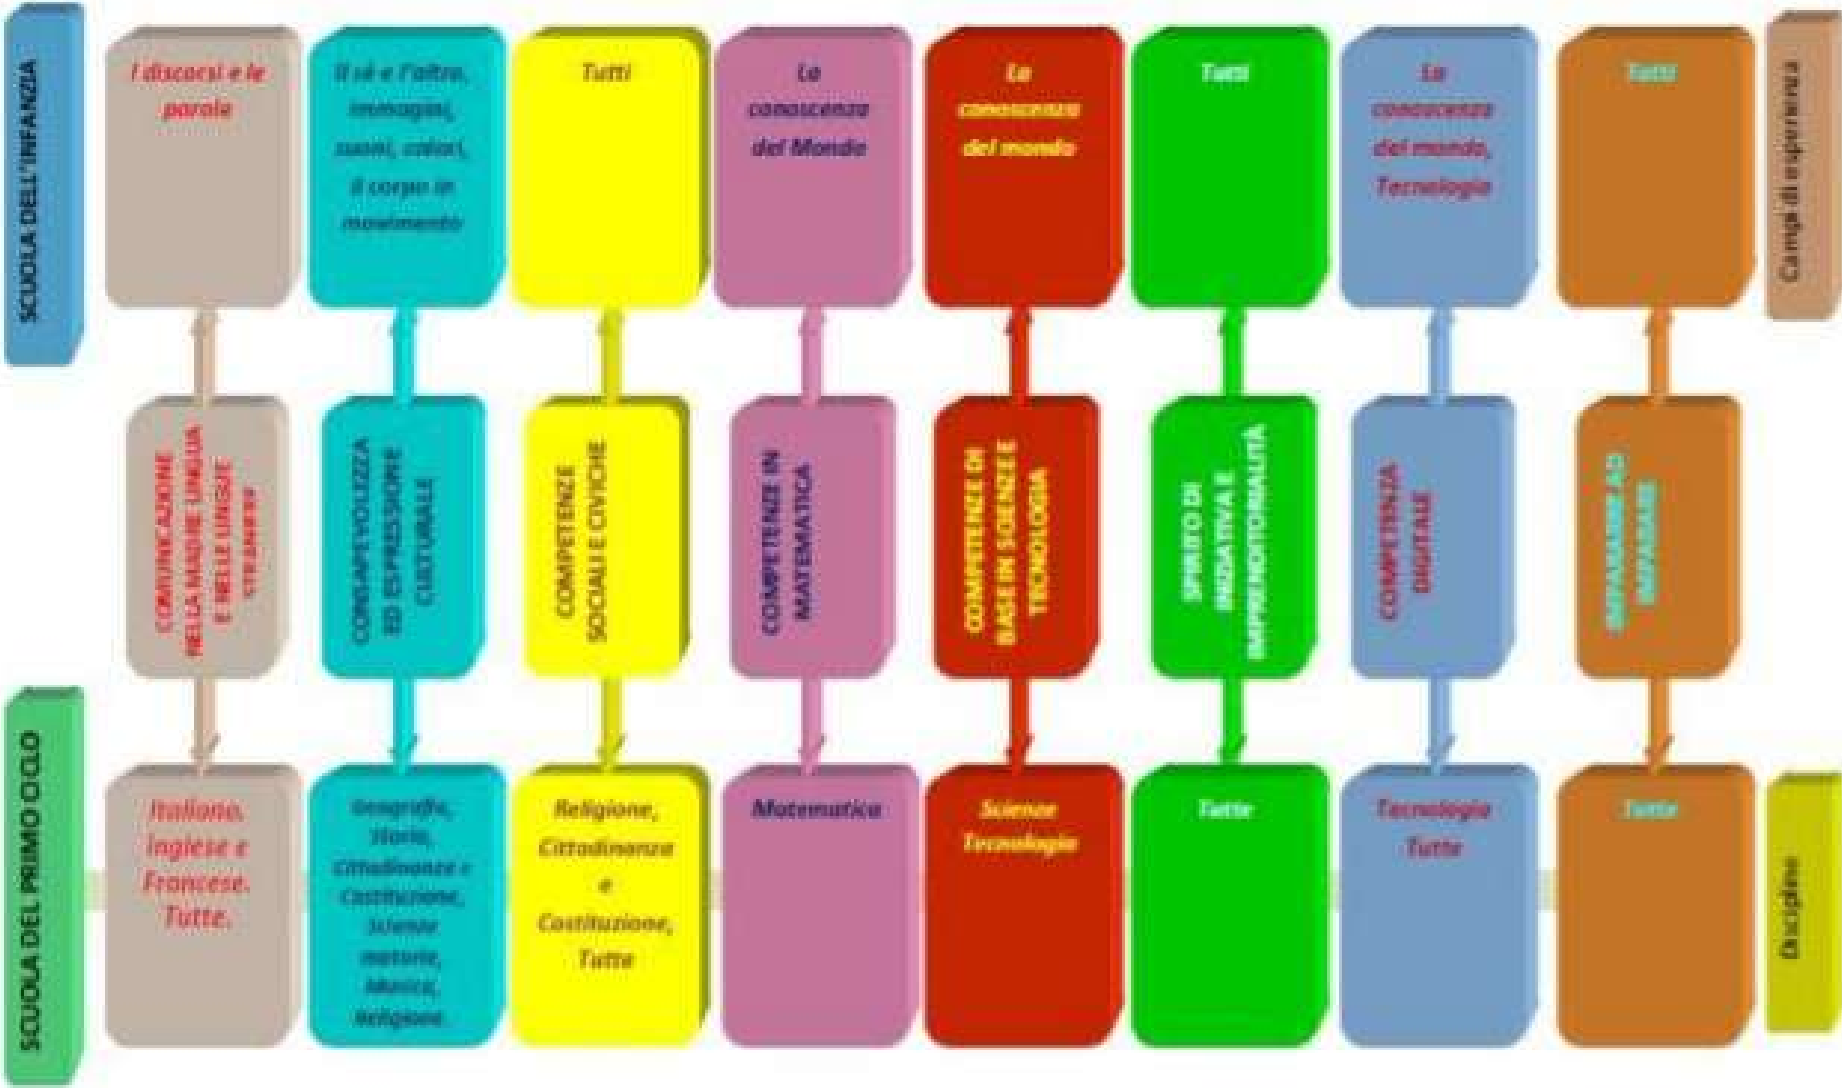 SCUOLA DELL'INFANZIA
I discorsi e le
parole
Il sé e l'altro,
immagini,
suoni, colori,
il corpo in
movimento
Tutti
La
conoscenza
del Mondo
La
conoscenza
del mondo
Tutti
La
conoscenza
del mondo,
Tecnologia
Tutti
Campi di esperienza
COMUNICAZIONE
NELLA MADRE LINGUA
E NELLE LINGUE
STRANIERE
CONSAPEVOLIZZA
ED ESPRESSIONE
CULTURALE
COMPETENZE
SOCIALI E CIVICHE
COMPETENZE IN
MATEMATICA
COMPETENZE DI
BASE IN SCIENZE E
TECNOLOGIA
SPIRITO DI
INIZIATIVA E
IMPRENDITORIALITÀ
COMPETENZA
DIGITALE
IMPARARE AD
IMPARARE
SCUOLA DEL PRIMO CICLO
Italiano,
Inglese e
Francese.
Tutte.
Geografia,
Storia,
Cittadinanza e
Costituzione,
Scienze
motorie,
Musica,
Religione.
Religione,
Cittadinanza
e
Costituzione,
Tutte
Matematica
Scienze
Tecnologia
Tutte
Tecnologia
Tutte
Tutte
Discipline